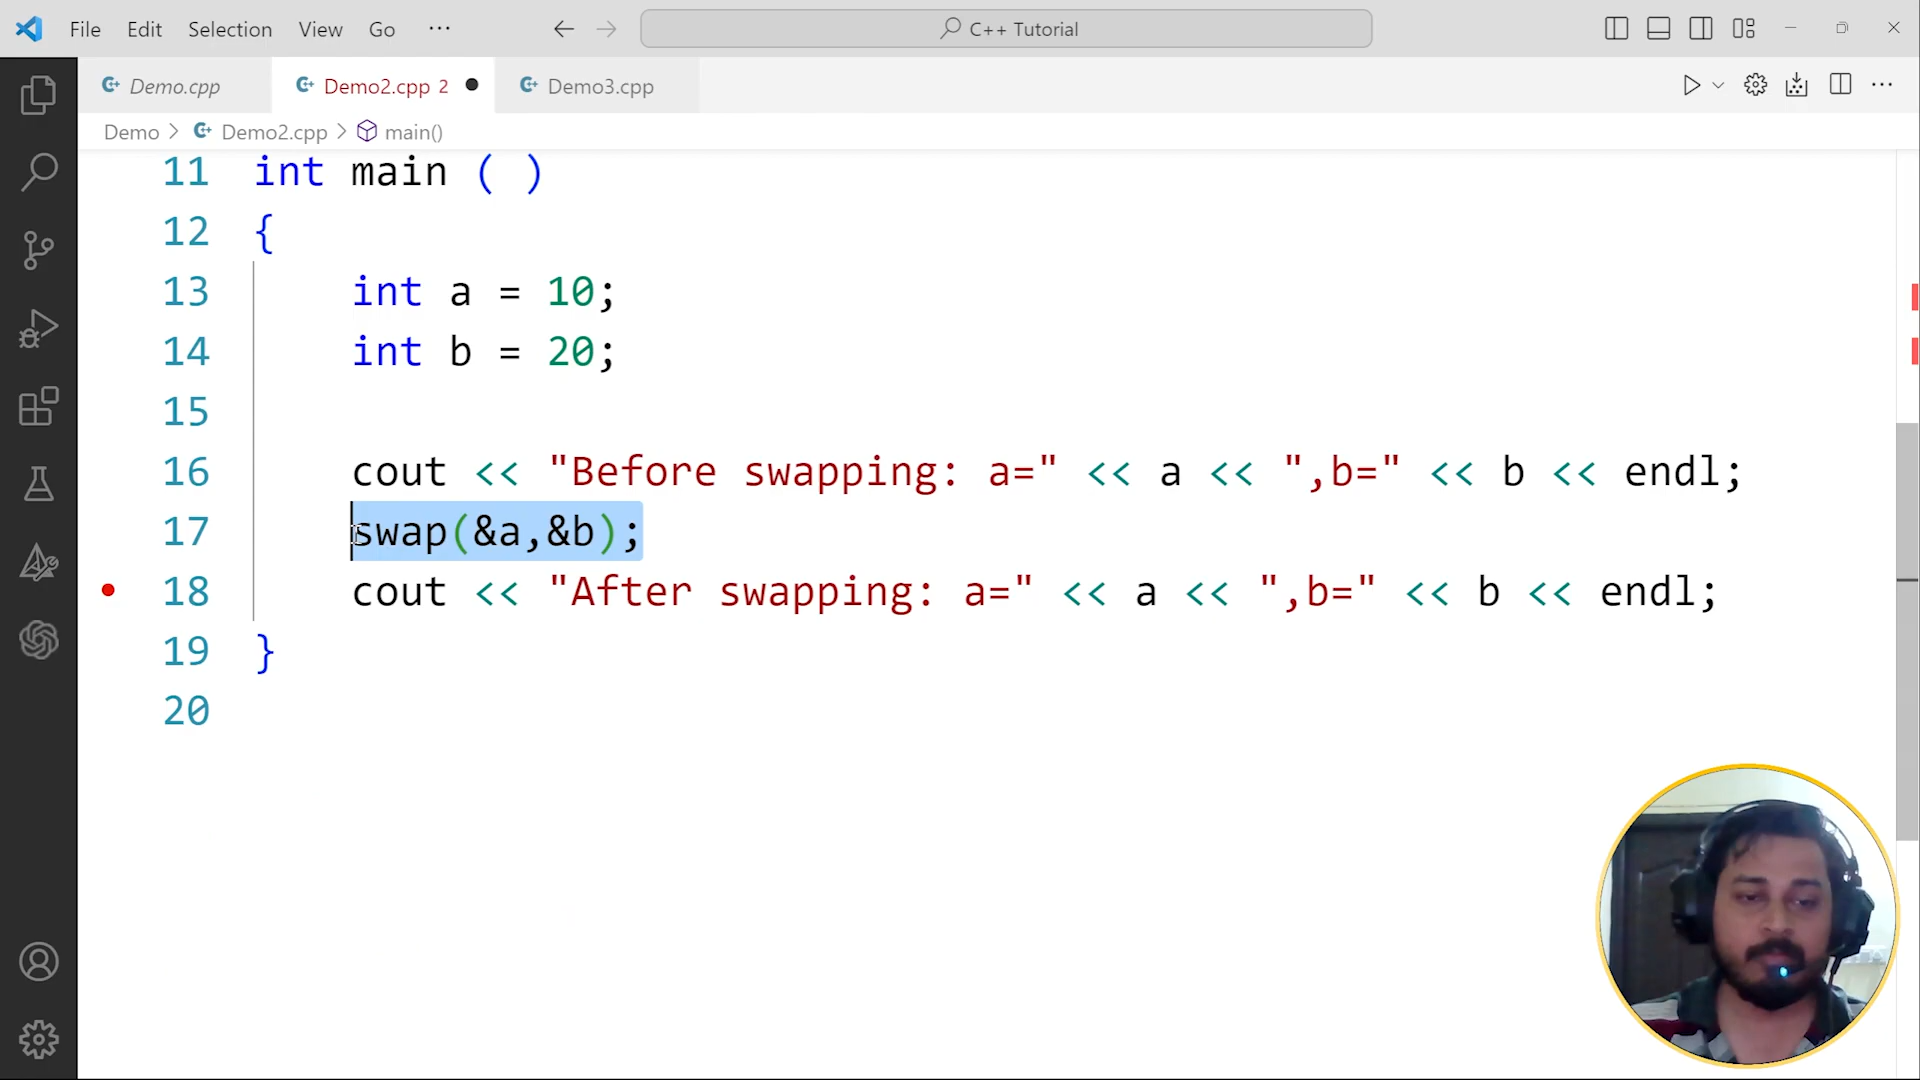 File Edit Selection View Go ··· C++ Tutorial
Demo.cpp Demo2.cpp 2 Demo3.cpp
Demo > Demo2.cpp > main()
11 int main ( )
12 {
13 int a = 10;
14 int b = 20;
15
16 cout << "Before swapping: a=" << a << ",b=" << b << endl;
17 swap(&a,&b);
18 cout << "After swapping: a=" << a << ",b=" << b << endl;
19 }
20